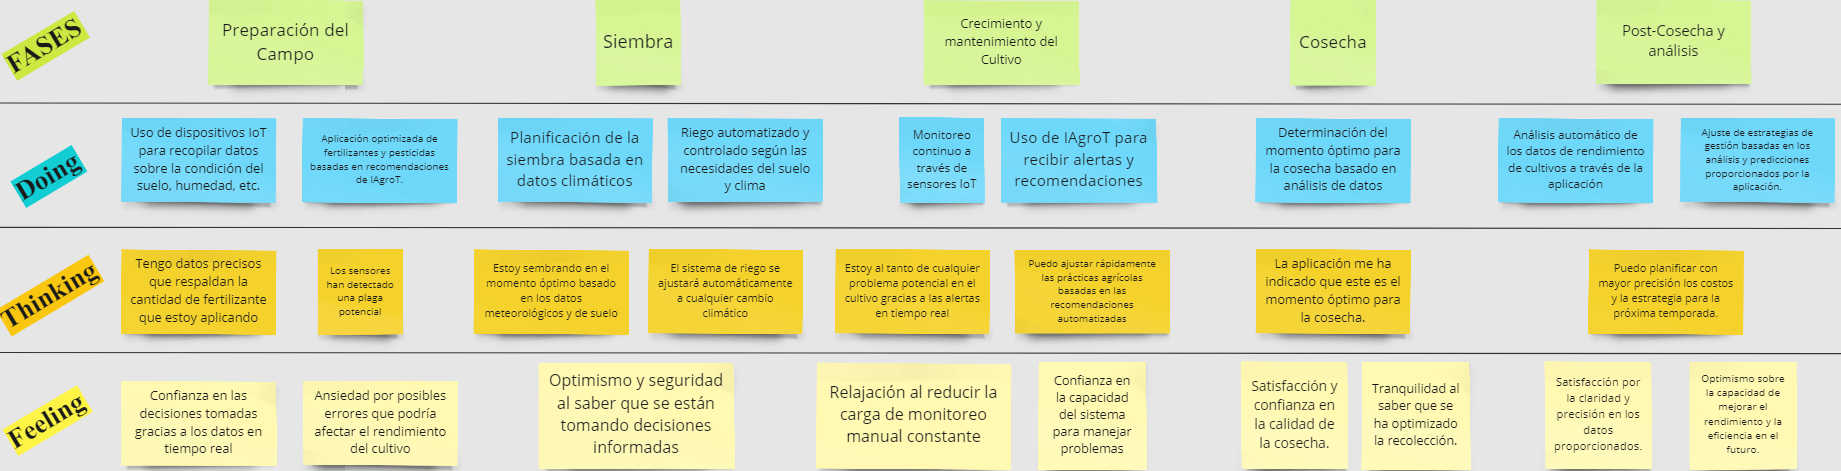 FASES
Preparación del
Campo
Siembra
Crecimiento y
mantenimiento del
Cultivo
Cosecha
Post-Cosecha y
análisis
Doing
Uso de dispositivos IoT
para recopilar datos
sobre la condición del
suelo, humedad, etc.
Aplicación optimizada de
fertilizantes y pesticidas
basadas en recomendaciones
de IAgroT.
Planificación de la
siembra basada en
datos climáticos
Riego automatizado y
controlado según las
necesidades del suelo
y clima
Monitoreo
continuo a
través de
sensores IoT
Uso de IAgroT para
recibir alertas y
recomendaciones
Determinación del
momento óptimo para
la cosecha basado en
análisis de datos
Análisis automático de
los datos de rendimiento
de cultivos a través de la
aplicación
Ajuste de estrategias de
gestión basadas en los
análisis y predicciones
proporcionados por la
aplicación.
Thinking
Tengo datos precisos
que respaldan la
cantidad de fertilizante
que estoy aplicando
Los sensores
han detectado
una plaga
potencial
Estoy sembrando en el
momento óptimo basado
en los datos
meteorológicos y de suelo
El sistema de riego se
ajustará automáticamente
a cualquier cambio
climático
Estoy al tanto de cualquier
problema potencial en el
cultivo gracias a las alertas
en tiempo real
Puedo ajustar rápidamente
las prácticas agrícolas
basadas en las
recomendaciones
automatizadas
La aplicación me ha
indicado que este es el
momento óptimo para
la cosecha.
Puedo planificar con
mayor precisión los costos
y la estrategia para la
próxima temporada.
Feeling
Confianza en las
decisiones tomadas
gracias a los datos en
tiempo real
Ansiedad por posibles
errores que podría
afectar el rendimiento
del cultivo
Optimismo y seguridad
al saber que se están
tomando decisiones
informadas
Relajación al reducir la
carga de monitoreo
manual constante
Confianza en
la capacidad
del sistema
para manejar
problemas
Satisfacción y
confianza en
la calidad de
la cosecha.
Tranquilidad al
saber que se
ha optimizado
la recolección.
Satisfacción por
la claridad y
precisión en los
datos
proporcionados.
Optimismo sobre
la capacidad de
mejorar el
rendimiento y la
eficiencia en el
futuro.